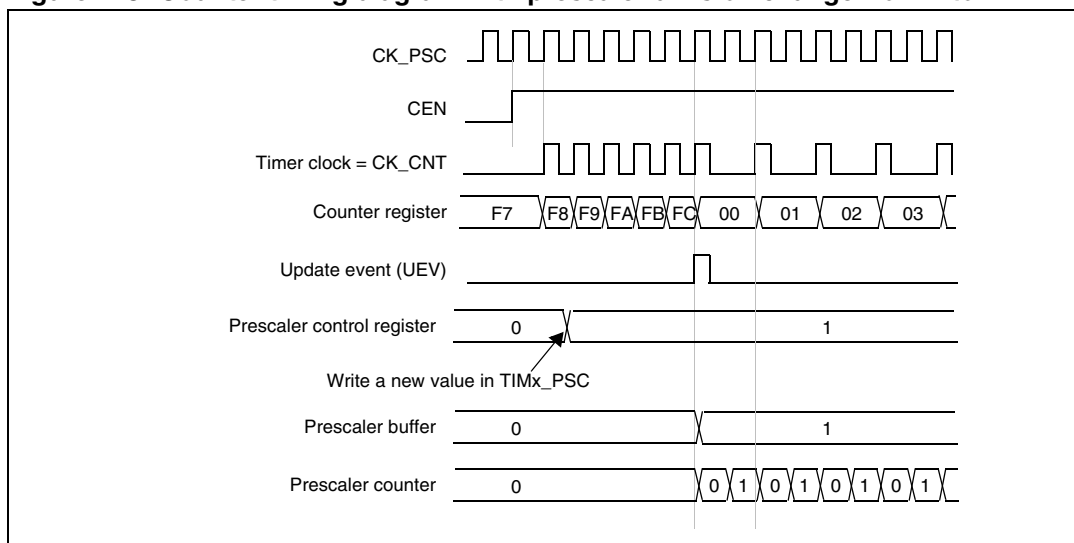 CK_PSC
CEN
Timer clock = CK_CNT
Counter register F7 F8 F9 FA FB FC 00 01 02 03
Update event (UEV)
Prescaler control register 0 1
Write a new value in TIMx_PSC
Prescaler buffer 0 1
Prescaler counter 0 0 1 0 1 0 1 0 1